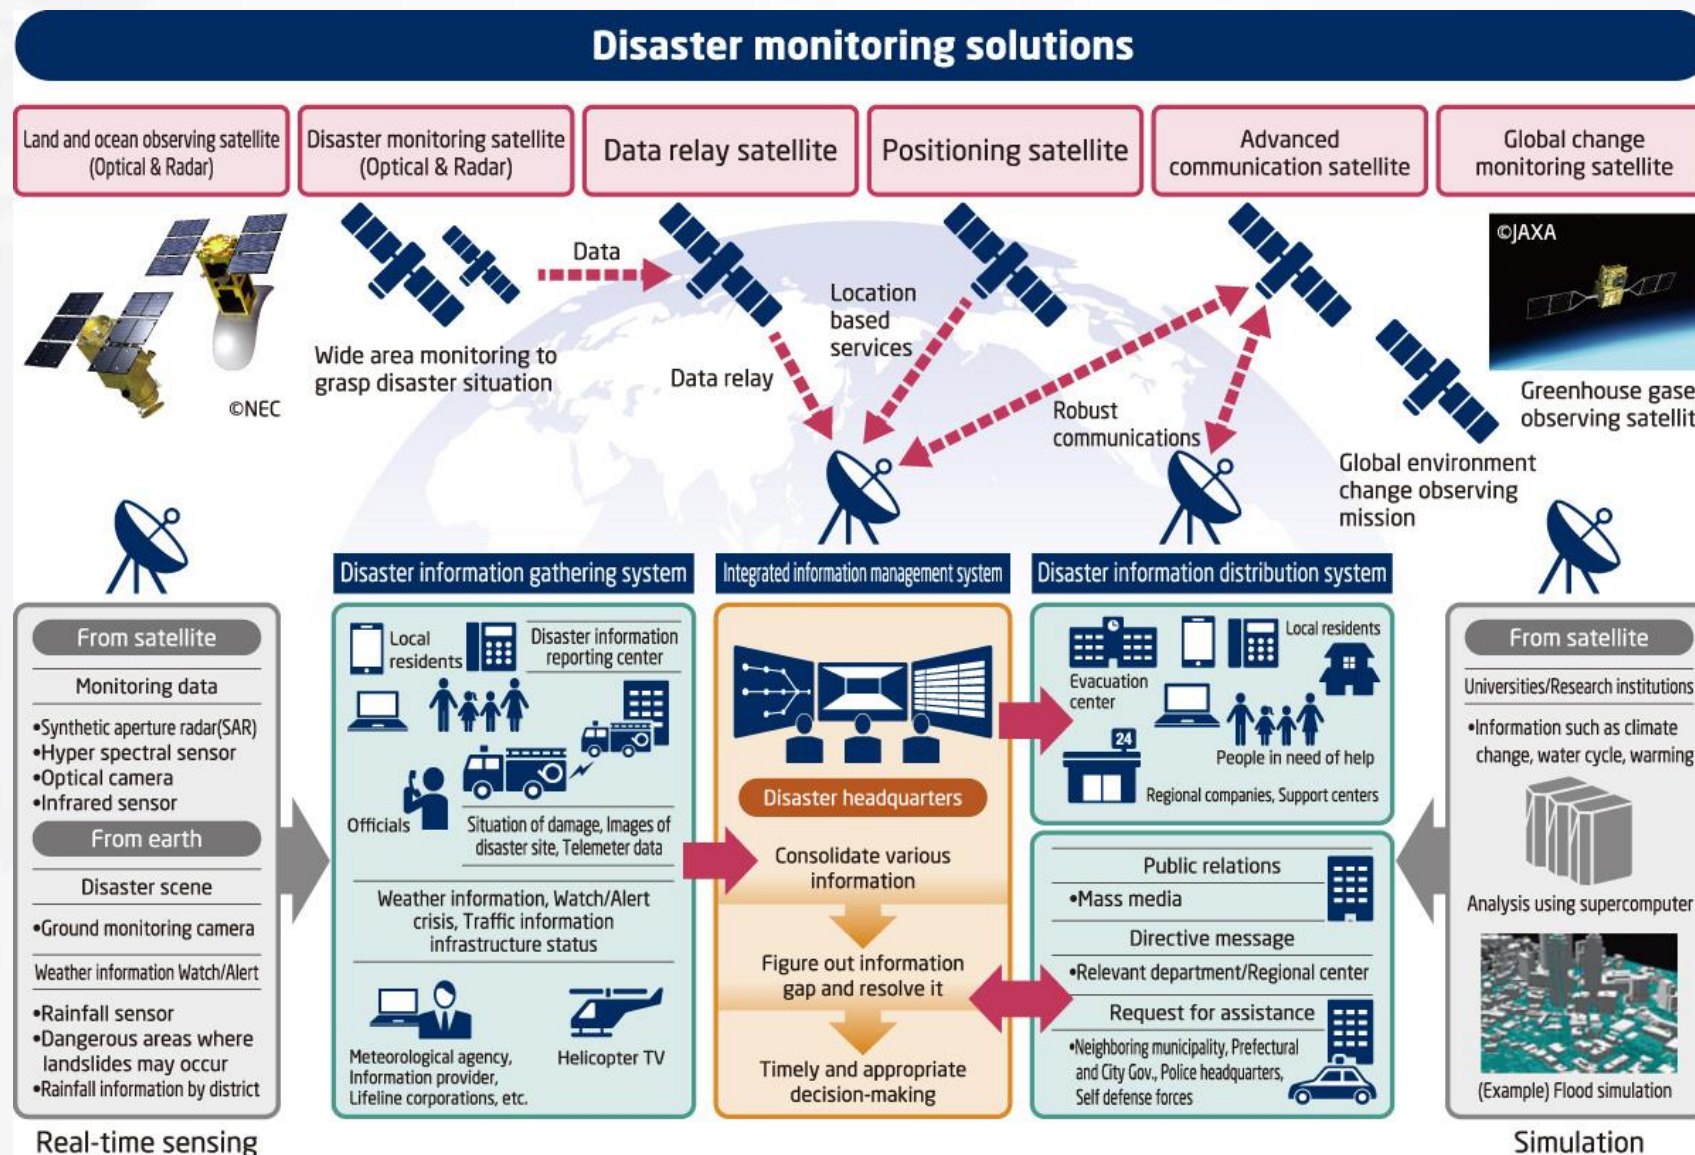 Disaster monitoring solutions
Land and ocean observing satellite
(Optical & Radar)
Disaster monitoring satellite
(Optical & Radar)
Data relay satellite
Positioning satellite
Advanced
communication satellite
Global change
monitoring satellite
©NEC
Wide area monitoring to
grasp disaster situation
Data
Data relay
Location
based
services
Robust
communications
©JAXA
Greenhouse gase
observing satellit
Global environment
change observing
mission
From satellite
Monitoring data
•Synthetic aperture radar(SAR)
•Hyper spectral sensor
•Optical camera
•Infrared sensor
From earth
Disaster scene
•Ground monitoring camera
Weather information Watch/Alert
•Rainfall sensor
•Dangerous areas where
landslides may occur
•Rainfall information by district
Real-time sensing
Disaster information gathering system
Local
residents
Disaster information
reporting center
Officials
Situation of damage, Images of
disaster site, Telemeter data
Weather information, Watch/Alert
crisis, Traffic information
infrastructure status
Meteorological agency,
Information provider,
Lifeline corporations, etc.
Helicopter TV
Integrated information management system
Disaster headquarters
Consolidate various
information
Figure out information
gap and resolve it
Timely and appropriate
decision-making
Disaster information distribution system
Local residents
Evacuation
center
24
People in need of help
Regional companies, Support centers
Public relations
•Mass media
Directive message
•Relevant department/Regional center
Request for assistance
•Neighboring municipality, Prefectural
and City Gov., Police headquarters,
Self defense forces
From satellite
Universities/Research institutions
•Information such as climate
change, water cycle, warming
Analysis using supercomputer
(Example) Flood simulation
Simulation